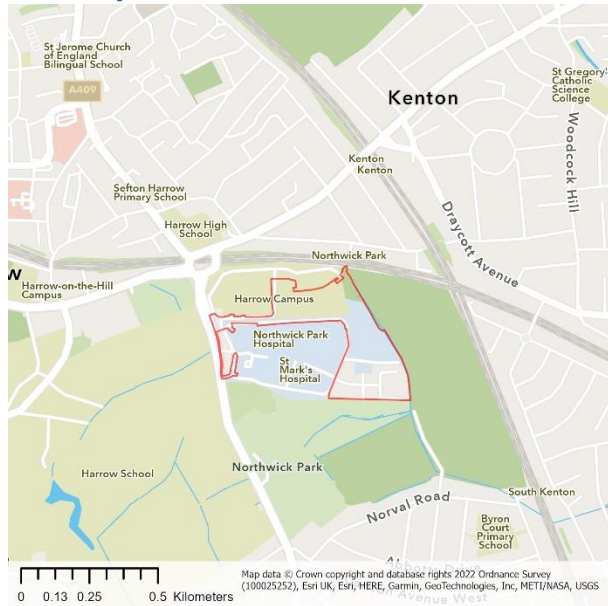 St Jerome Church
of England
Bilingual School
A409
Kenton
St Gregory's
Catholic
Science
College
Woodcock Hill
Kenton
Kenton
Sefton Harrow
Primary School
Draycott Avenue
Harrow High
School
Northwick Park
w
Harrow-on-the-Hill
Campus
Harrow Campus
Northwick Park
Hospital
St
Mark's
Hospital
Harrow School
Northwick Park
South Kenton
Norval Road
Byron
Court
Primary
School
Abbotts Drive
Avenue West
0 0.13 0.25 0.5 Kilometers
Map data © Crown copyright and database rights 2022 Ordnance Survey
(100025252), Esri UK, Esri, HERE, Garmin, GeoTechnologies, Inc, METI/NASA, USGS